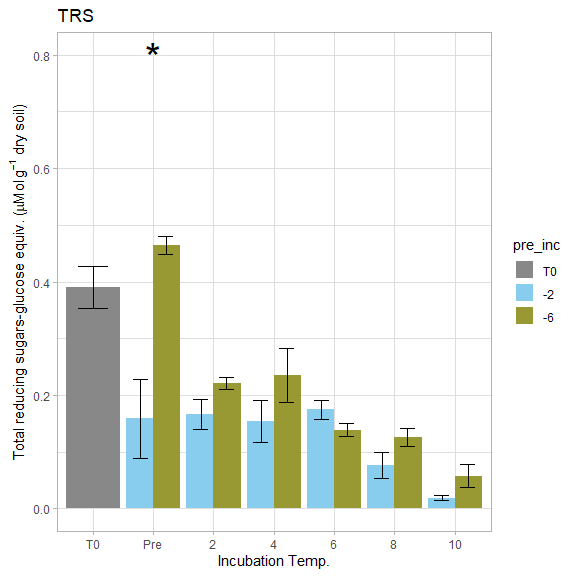 TRS
*
0.8
0.6
0.4
0.2
0.0
Total reducing sugars-glucose equiv. (μMol g⁻¹ dry soil)
T0 Pre 2 4 6 8 10
Incubation Temp.
pre_inc
T0
-2
-6